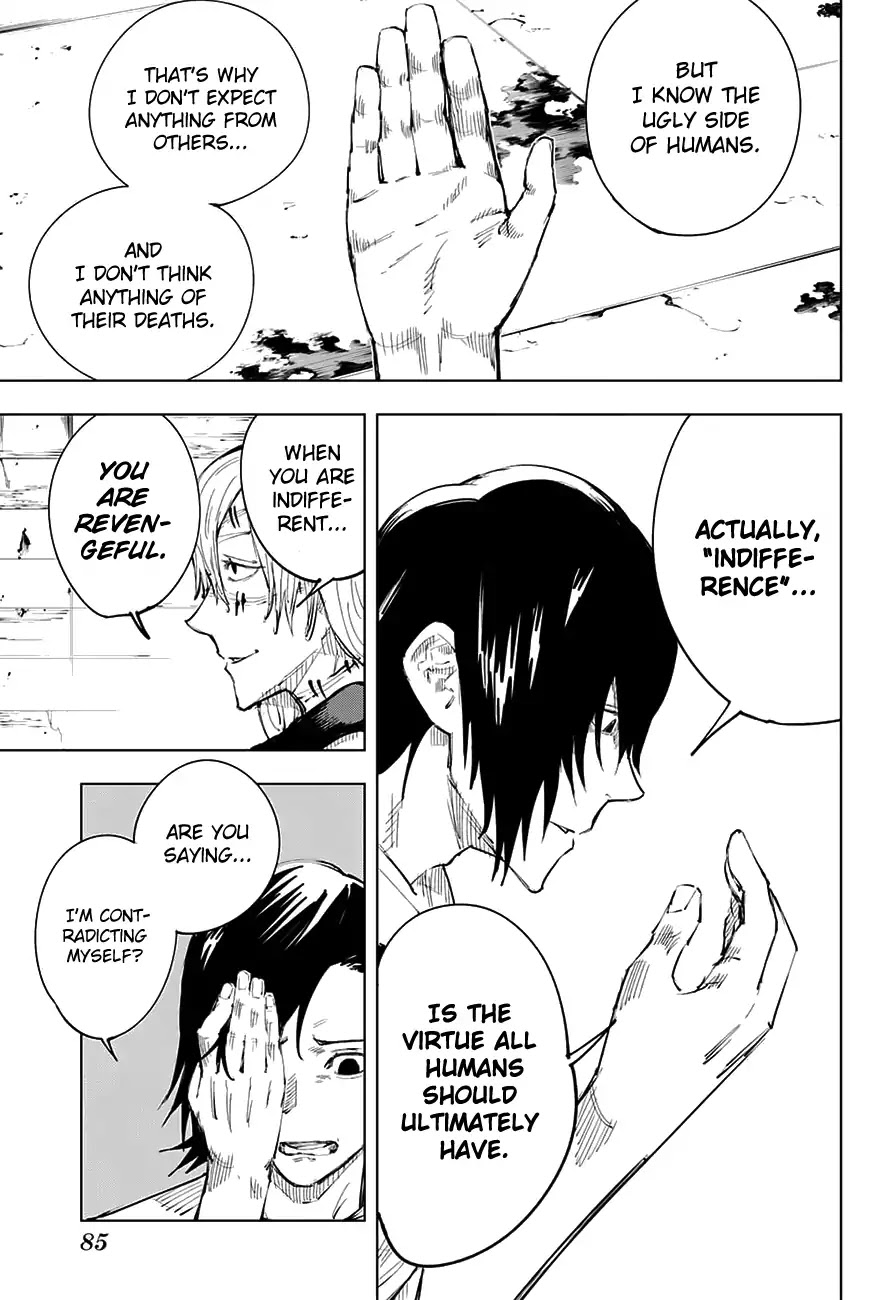 BUT
I KNOW THE
UGLY SIDE
OF HUMANS.
THAT'S WHY
I DON'T EXPECT
ANYTHING FROM
OTHERS...
AND
I DON'T THINK
ANYTHING OF
THEIR DEATHS.
ACTUALLY,
"INDIFFE-
RENCE"...
IS THE
VIRTUE ALL
HUMANS
SHOULD
ULTIMATELY
HAVE.
WHEN
YOU ARE
INDIFFE-
RENT...
YOU
ARE
REVEN-
GEFUL.
ARE YOU
SAYING...
I'M CONT-
RADICTING
MYSELF?
85